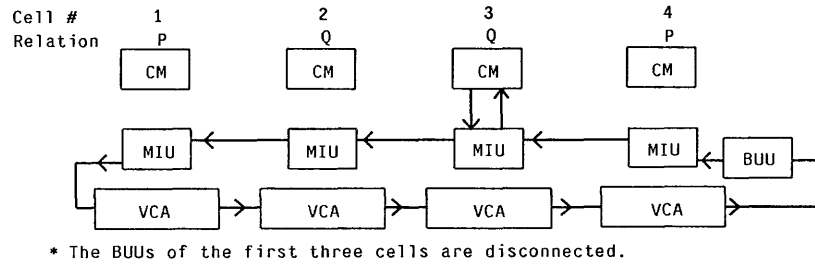 Cell # 1 2 3 4
Relation P Q Q P
CM CM CM CM
MIU MIU MIU MIU BUU
VCA VCA VCA VCA
* The BUUs of the first three cells are disconnected.